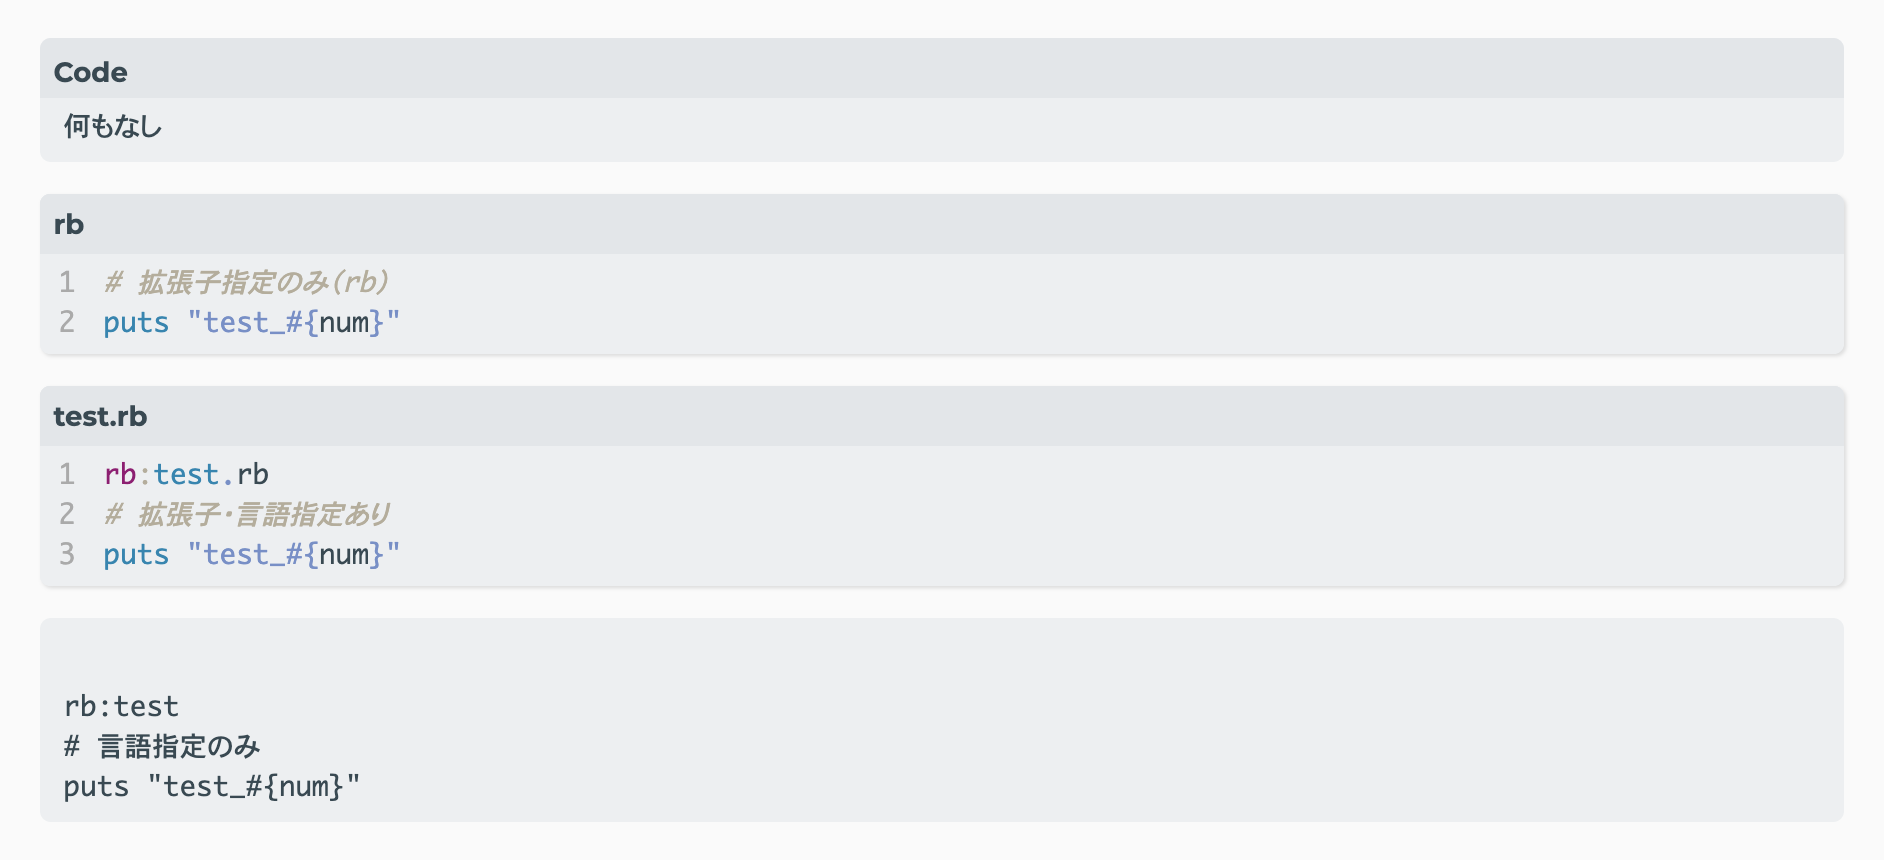 Code
何もなし
rb
1 # 拡張子指定のみ（rb）
2 puts "test_#{num}"
test.rb
1 rb:test.rb
2 # 拡張子・言語指定あり
3 puts "test_#{num}"
rb:test
# 言語指定のみ
puts "test_#{num}"